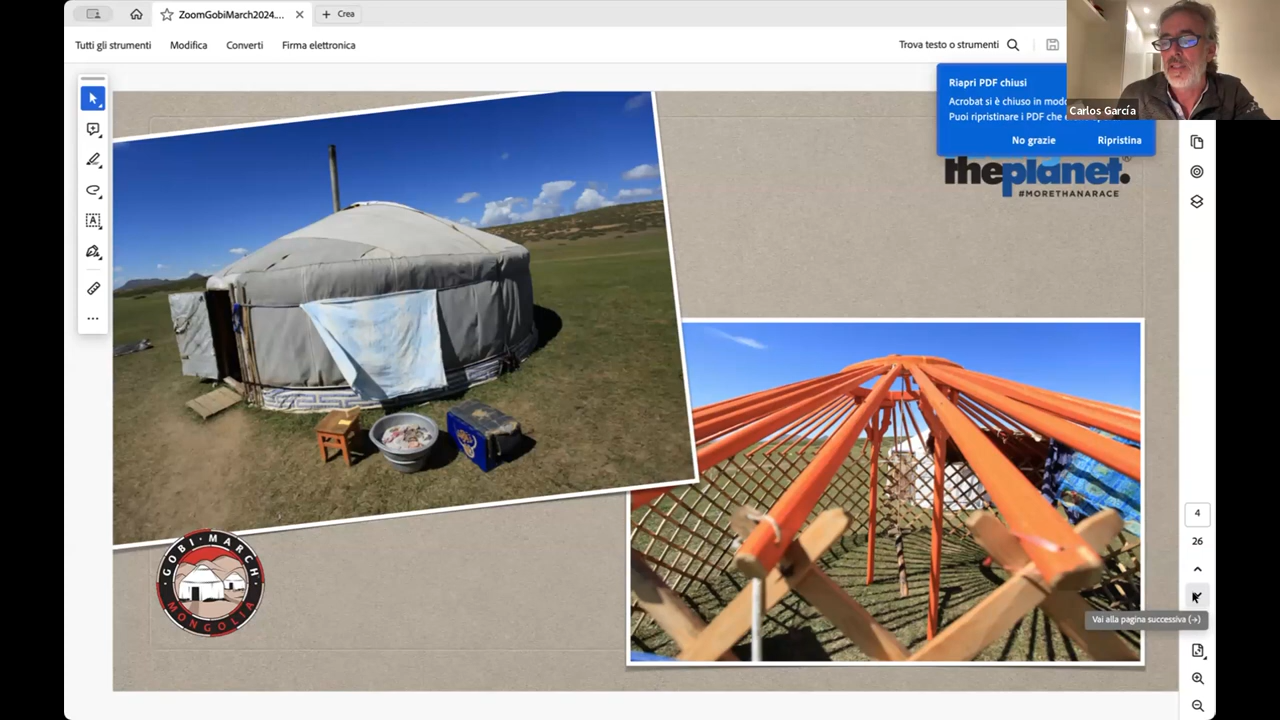 ZoomGobiMarch2024....
Crea
Tutti gli strumenti
Modifica
Converti
Firma elettronica
Trova testo o strumenti
Riapri PDF chiusi
Acrobat si è chiuso in mod
Puoi ripristinare i PDF che
No grazie
Ripristina
Carlos García
theplanet.
#MORETHANARACE
GOBI·MARCH
MONGOLIA
4
26
Vai alla pagina successiva (→)